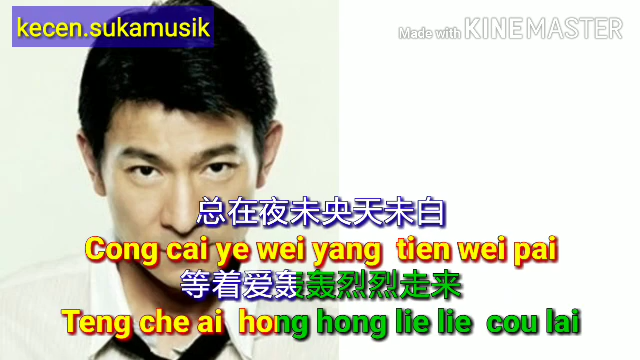 kecen.sukamusik
Made with KINEMASTER
总在夜未央天未白
Cong cai ye wei yang tien wei pai
等着爱轰轰烈烈走来
Teng che ai hong hong lie lie cou lai